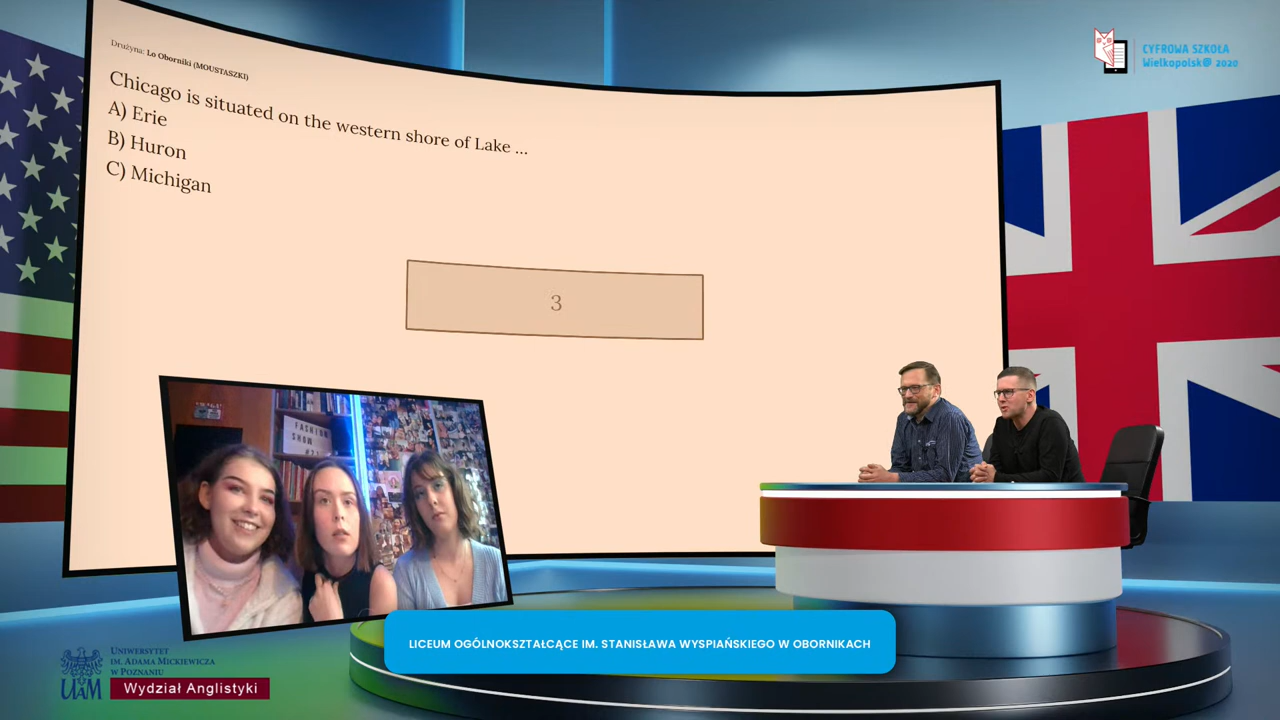 Drużyna: Lo Oborniki (MOUSTASZKI)
Chicago is situated on the western shore of Lake ...
A) Erie
B) Huron
C) Michigan
3
CYFROWA SZKOŁA
Wielkopolsk@ 2020
FASHION
SHOW
LICEUM OGÓLNOKSZTAŁCĄCE IM. STANISŁAWA WYSPIAŃSKIEGO W OBORNIKACH
UNIWERSYTET
IM. ADAMA MICKIEWICZA
W POZNANIU
UAM
Wydział Anglistyki